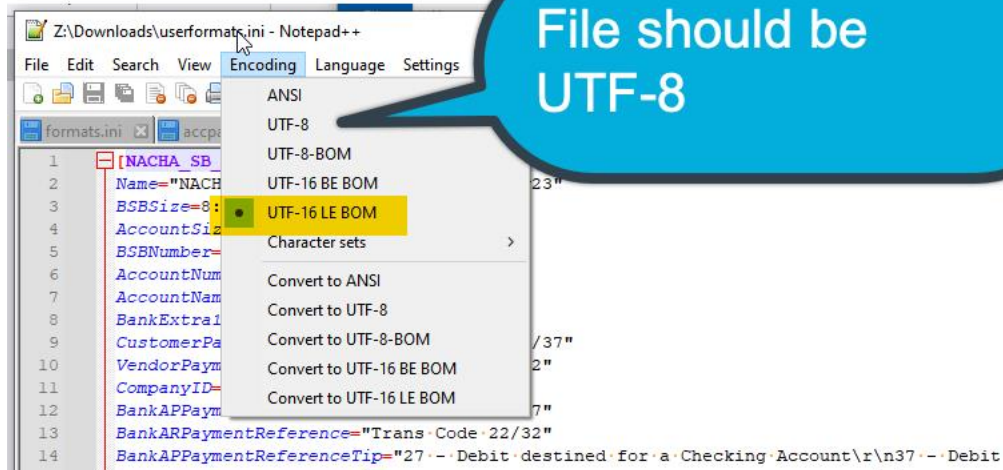 Z:\Downloads\userformats.ini - Notepad++
File should be
UTF-8
File Edit Search View Encoding Language Settings
ANSI
UTF-8
UTF-8-BOM
UTF-16 BE BOM
UTF-16 LE BOM
Character sets
Convert to ANSI
Convert to UTF-8
Convert to UTF-8-BOM
Convert to UTF-16 BE BOM
Convert to UTF-16 LE BOM
formats.ini accpa
1 [NACHA_SB_
2 Name="NACH 23"
3 BSBSize=8:
4 AccountSiz
5 BSBNumber=
6 AccountNum
7 AccountNam
8 BankExtra1
9 CustomerPa /37"
10 VendorPaym 2"
11 CompanyID=
12 BankAPPaym 7"
13 BankARPaymentReference="Trans·Code·22/32"
14 BankAPPaymentReferenceTip="27·-·Debit·destined·for·a·Checking·Account\r\n37·-·Debit